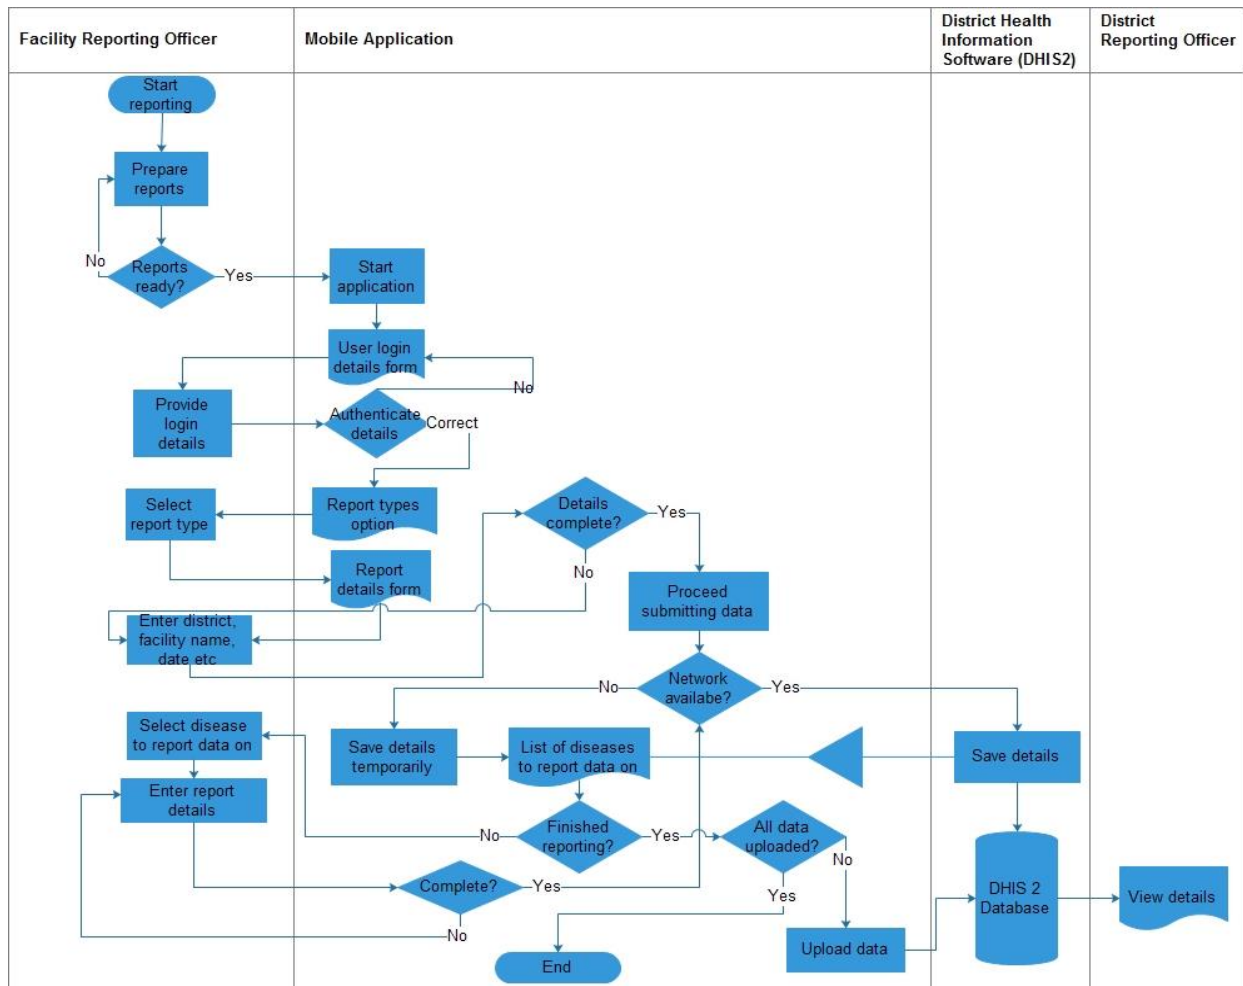 Facility Reporting Officer
Mobile Application
District Health
Information
Software (DHIS2)
District
Reporting Officer
Start
reporting
Prepare
reports
Reports
ready?
No
Yes
Start
application
User login
details form
No
Provide
login
details
Authenticate
details
Correct
Select
report type
Report types
option
Details
complete?
Yes
No
Report
details form
Proceed
submitting data
Enter district,
facility name,
date etc
Network
availabe?
No
Yes
Select disease
to report data on
Save details
temporarily
List of diseases
to report data on
Save details
Enter report
details
No
Finished
reporting?
Yes
All data
uploaded?
No
Yes
Complete?
Yes
No
DHIS 2
Database
View details
Upload data
End